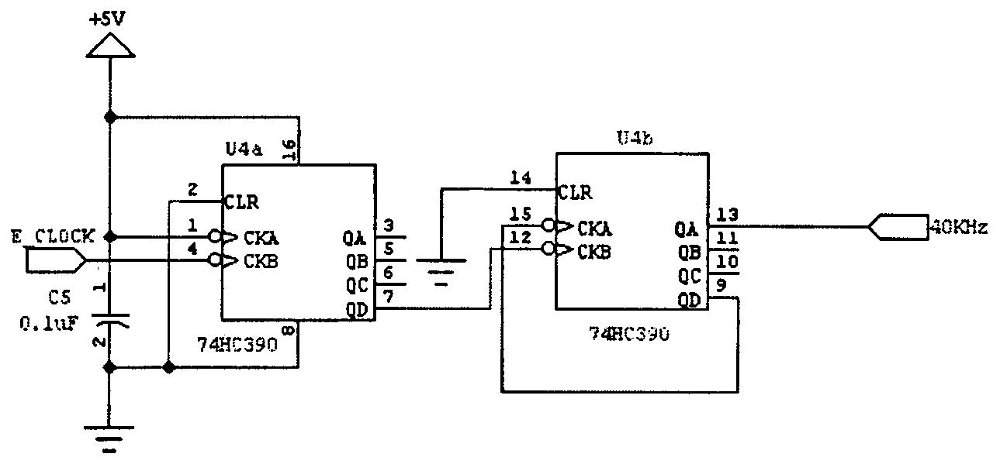 +5V
U4a
16
2
CLR
1
CKA
E_CLOCK
4
CKB
QA
3
QB
5
QC
6
QD
7
1
C5
0.1uF
2
8
74HC390
U4b
14
CLR
15
CKA
12
CKB
QA
13
QB
11
QC
10
QD
9
40KHz
74HC390